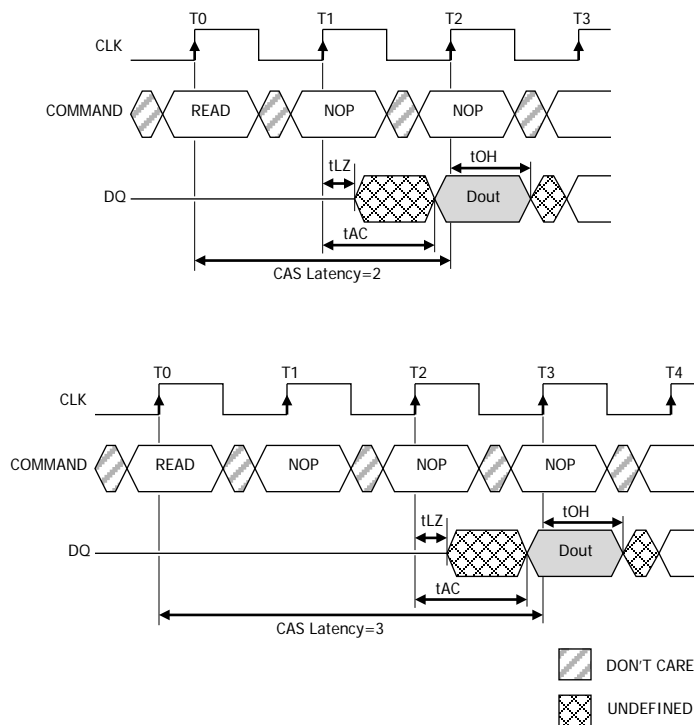 T0 T1 T2 T3
CLK
COMMAND READ NOP NOP
tLZ tOH
DQ Dout
tAC
CAS Latency=2
T0 T1 T2 T3 T4
CLK
COMMAND READ NOP NOP NOP
tLZ tOH
DQ Dout
tAC
CAS Latency=3
DON'T CARE
UNDEFINED